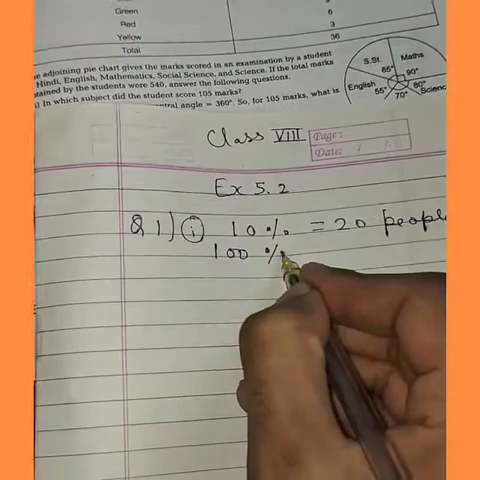 Green 6
Red 3
Yellow 36
Total
adjoining pie chart gives the marks scored in an examination by a student
Hindi, English, Mathematics, Social Science, and Science. If the total marks
tained by the students were 540, answer the following questions.
In which subject did the student score 105 marks?
ntral angle = 360°. So, for 105 marks, what is
S.St. Maths
65° 90°
English 80° Science
55° 70°
Class VIII
Page:
Date: / /
Ex 5.2
Q1) (i) 10% = 20 people
100%